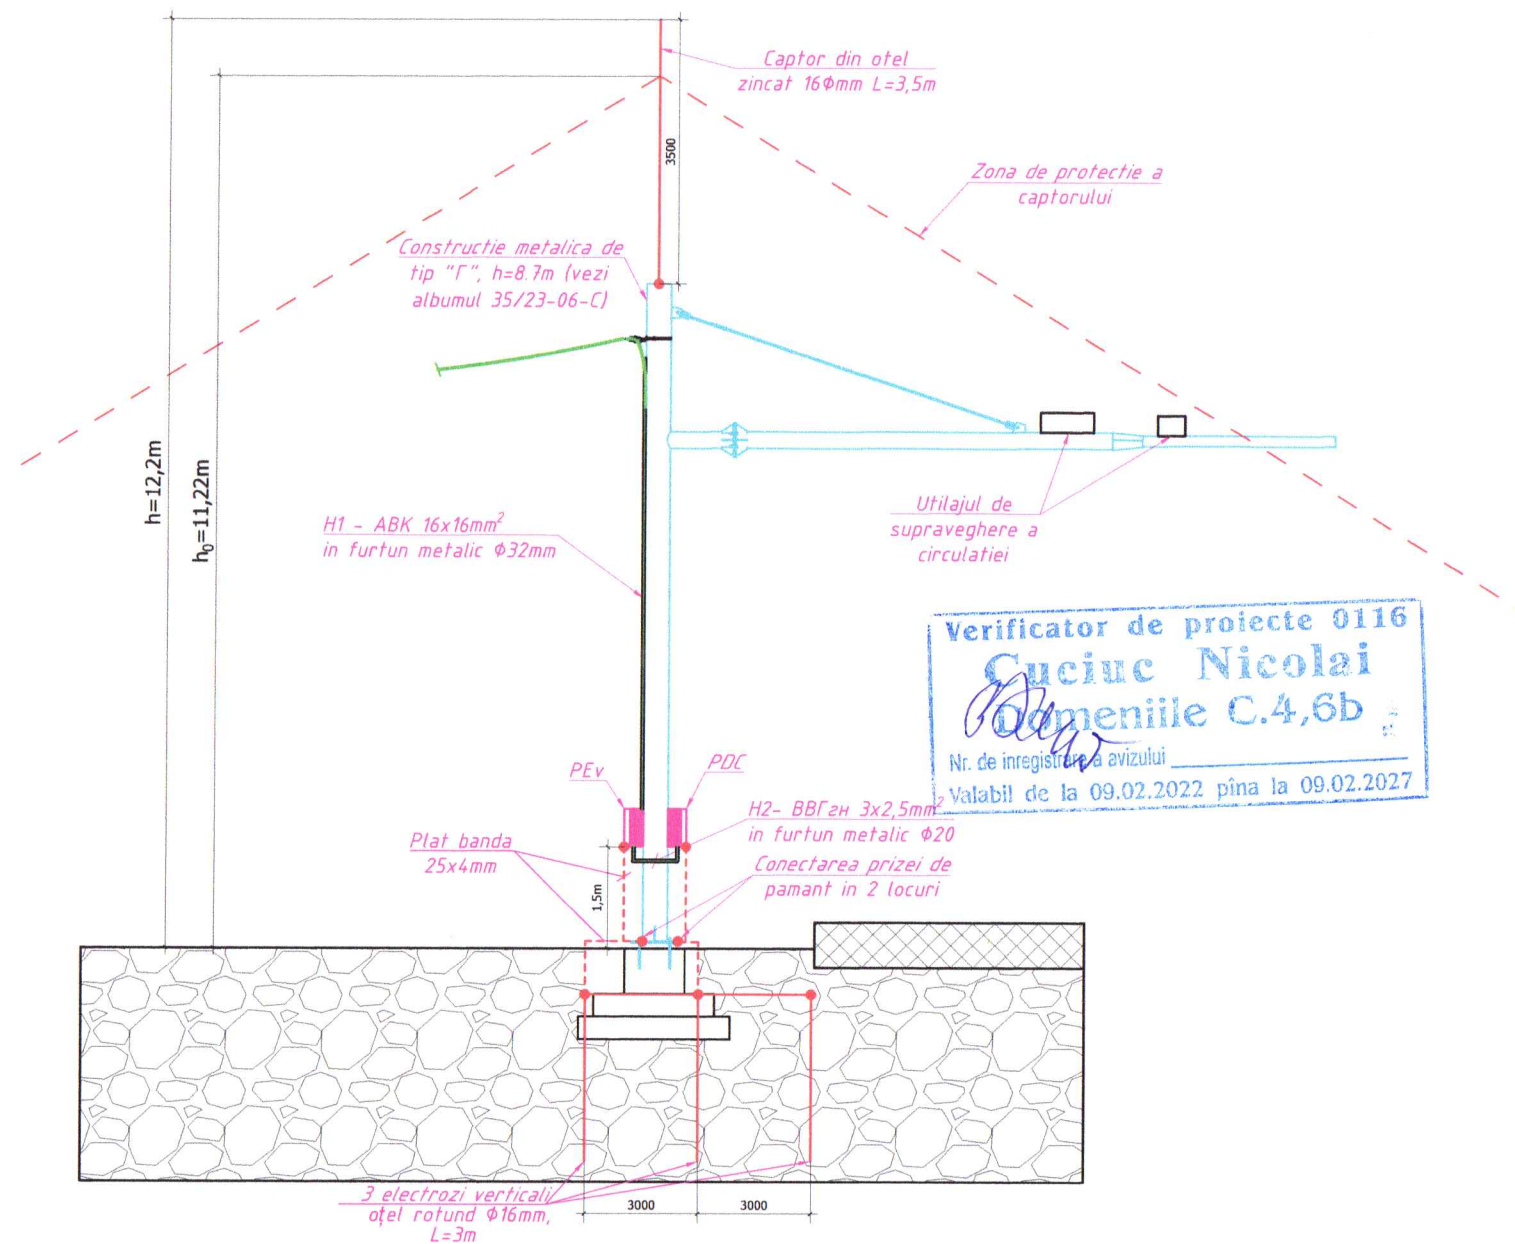 Captor din otel
zincat 16Φmm L=3,5m
3500
Zona de protectie a
captorului
Constructie metalica de
tip "Г", h=8.7m (vezi
albumul 35/23-06-C)
h=12,2m
h₀=11,22m
H1 - ABK 16x16mm²
in furtun metalic Φ32mm
Utilajul de
supraveghere a
circulatiei
Verificator de proiecte 0116
Cuciuc Nicolai
Domeniile C.4,6b
Nr. de inregistrare a avizului
Valabil de la 09.02.2022 pîna la 09.02.2027
PEv
PDC
H2- ВВГгн 3x2,5mm²
in furtun metalic Φ20
Plat banda
25x4mm
Conectarea prizei de
pamant in 2 locuri
1,5m
3 electrozi verticali
oțel rotund Φ16mm,
L=3m
3000
3000